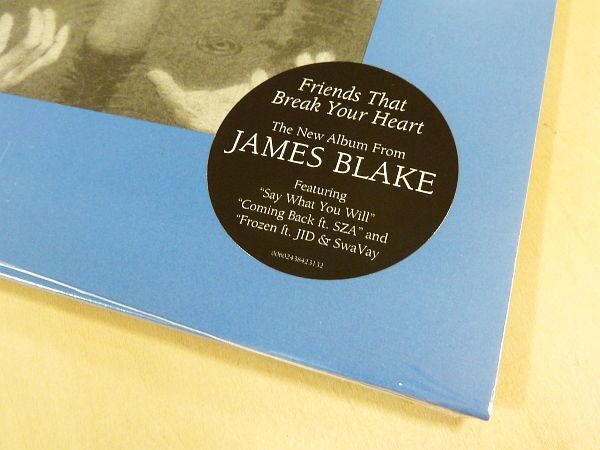 Friends That
Break Your Heart
The New Album From
JAMES BLAKE
Featuring
"Say What You Will"
"Coming Back ft. SZA" and
"Frozen ft. JID & SwaVay
00602438423132